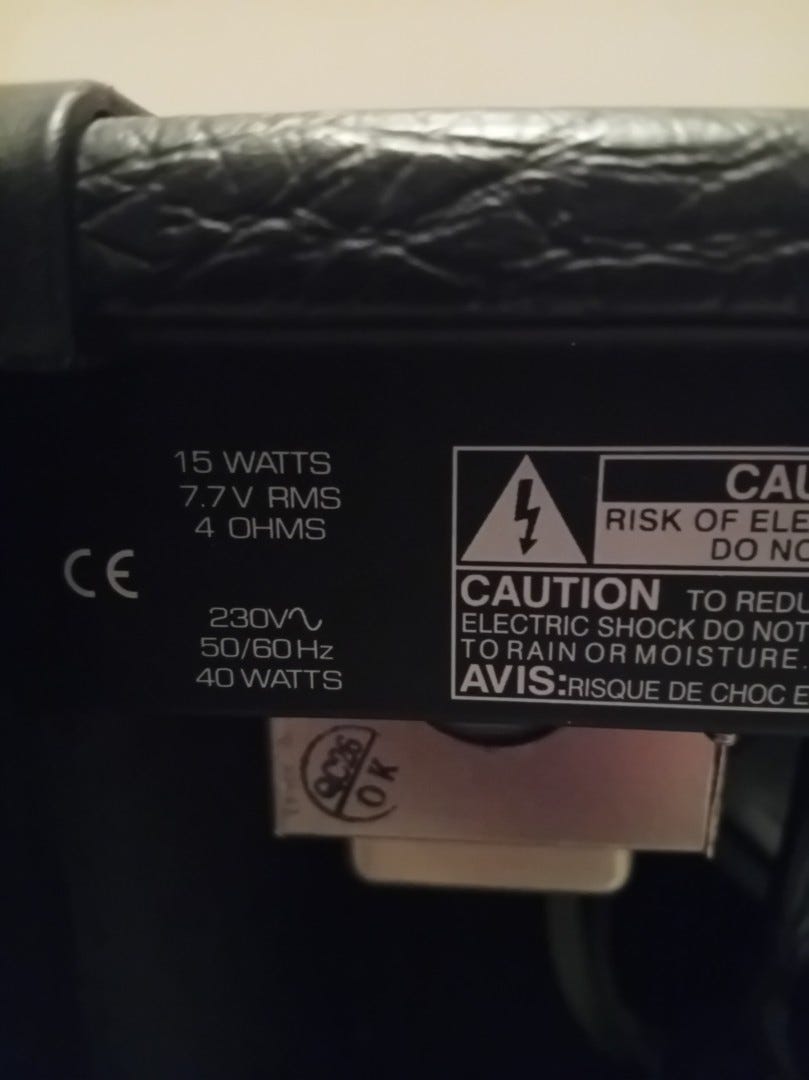 15 WATTS
7.7V RMS
4 OHMS
CE
230V∿
50/60Hz
40 WATTS
CAU
RISK OF ELE
DO NO
CAUTION TO REDU
ELECTRIC SHOCK DO NOT
TO RAIN OR MOISTURE.
AVIS: RISQUE DE CHOC E
QC26
OK